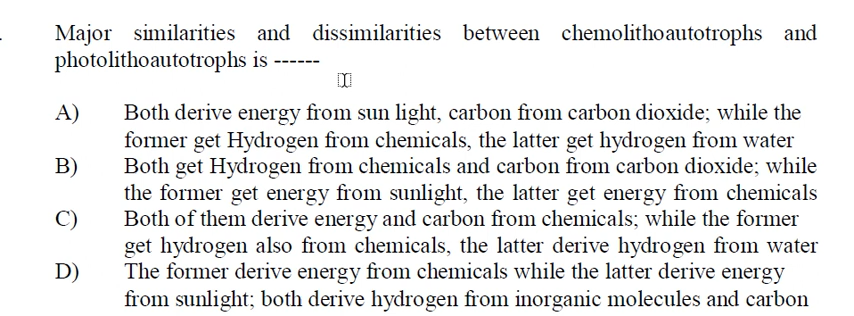 Major similarities and dissimilarities between chemolithoautotrophs and
photolithoautotrophs is ------
A) Both derive energy from sun light, carbon from carbon dioxide; while the
former get Hydrogen from chemicals, the latter get hydrogen from water
B) Both get Hydrogen from chemicals and carbon from carbon dioxide; while
the former get energy from sunlight, the latter get energy from chemicals
C) Both of them derive energy and carbon from chemicals; while the former
get hydrogen also from chemicals, the latter derive hydrogen from water
D) The former derive energy from chemicals while the latter derive energy
from sunlight; both derive hydrogen from inorganic molecules and carbon